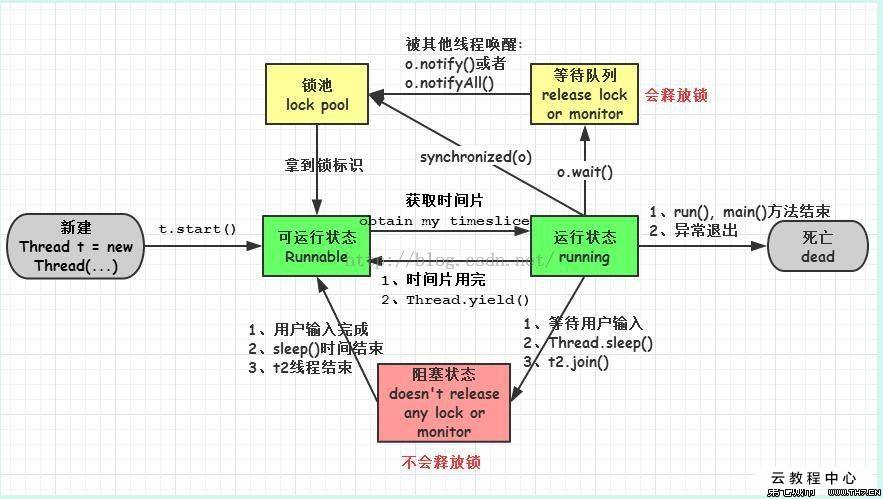 被其他线程唤醒:
o.notify()或者
o.notifyAll()
锁池
lock pool
等待队列
release lock
or monitor
会释放锁
拿到锁标识
synchronized(o)
o.wait()
新建
Thread t = new
Thread(...)
t.start()
可运行状态
Runnable
获取时间片
obtain my timeslice
运行状态
running
1、run(), main()方法结束
2、异常退出
死亡
dead
http://blog.csdn.net/
1、时间片用完
2、Thread.yield()
1、用户输入完成
2、sleep()时间结束
3、t2线程结束
1、等待用户输入
2、Thread.sleep()
3、t2.join()
阻塞状态
doesn't release
any lock or
monitor
不会释放锁
云教程中心
WWW.TH7.CN